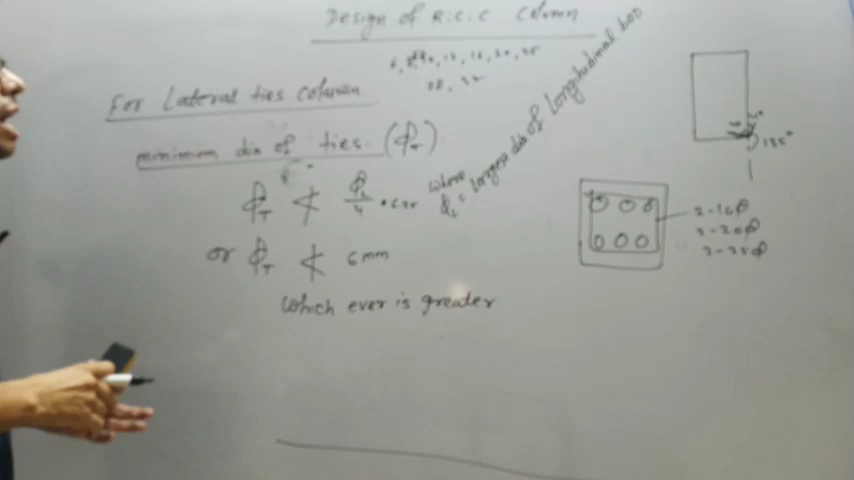 Design of R.C.C Column
6, 8, 10, 12, 16, 20, 25
28, 32
For Lateral ties column
minimum dia of ties. (ϕT)
ϕT ≮ ϕL/4
where ϕL = largest dia of longitudinal bar
or ϕT ≮ 6mm
which ever is greater
135°
2-16ϕ
2-20ϕ
2-25ϕ